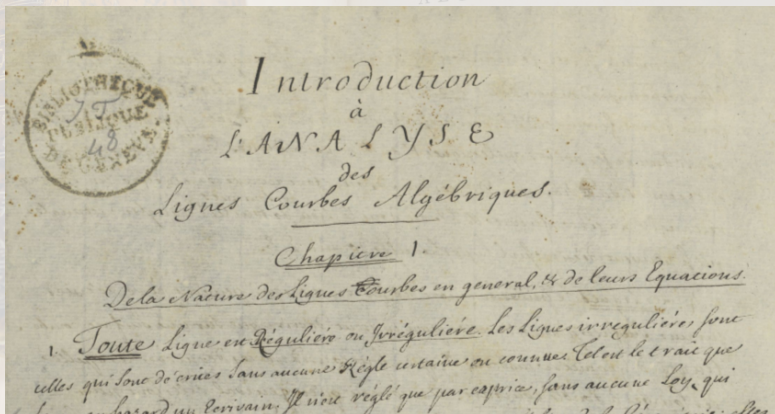 BIBLIOTHEQUE
PUBLIQUE
DE GENEVE
Introduction
à
L'ANALYSE
des
Lignes Courbes Algébriques.
Chapitre I.
De la Nature des Lignes Courbes en general, & de leurs Equations.
1. Toute Ligne est Réguliére ou Irréguliére. Les Lignes irreguliéres sont
celles qui sont décrites sans aucune Régle certaine ou connue. Tel est le trait que
hazard un Ecrivain. Il n'est réglé que par caprice, sans aucune Loy, qui